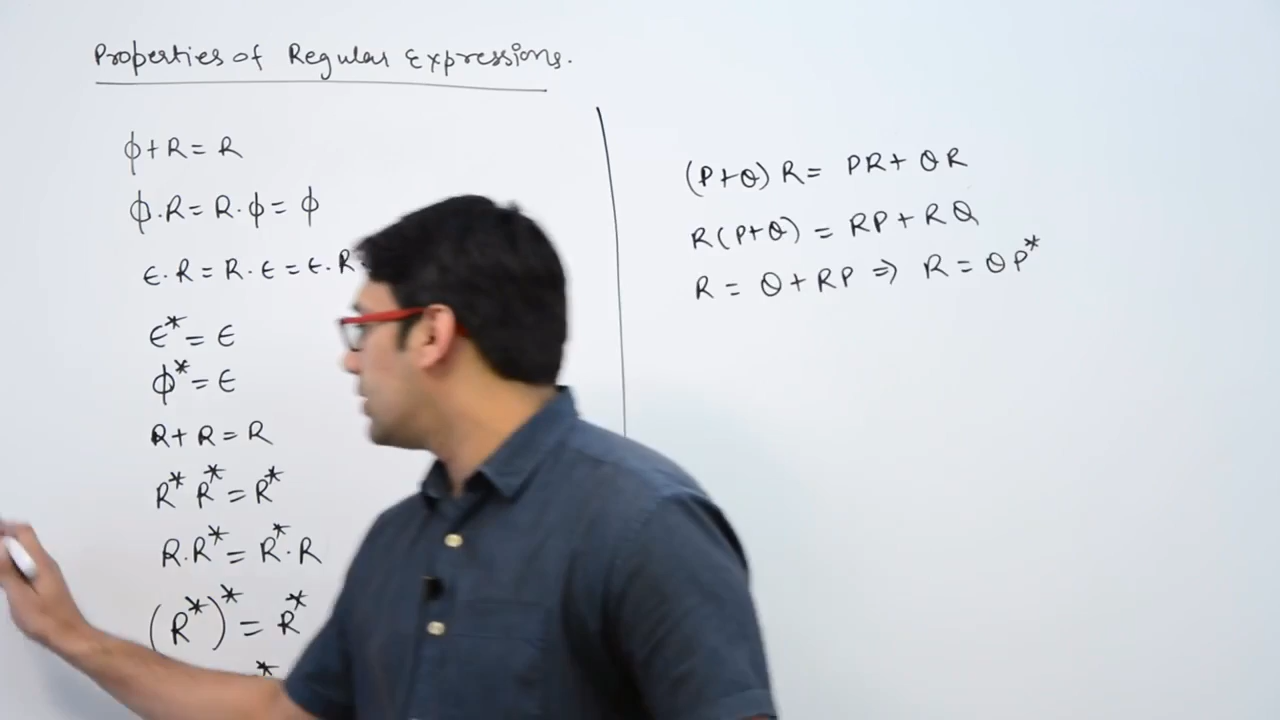 Properties of Regular Expressions.
ϕ+R=R
ϕ.R=R.ϕ=ϕ
ϵ.R=R.ϵ=ϵ.R
ϵ*=ϵ
ϕ*=ϵ
R+R=R
R* R*=R*
R.R*=R*.R
(R*)*=R*
*
(P+Q)R= PR+QR
R(P+Q)=RP+RQ
R=Q+RP⇒R=QP*